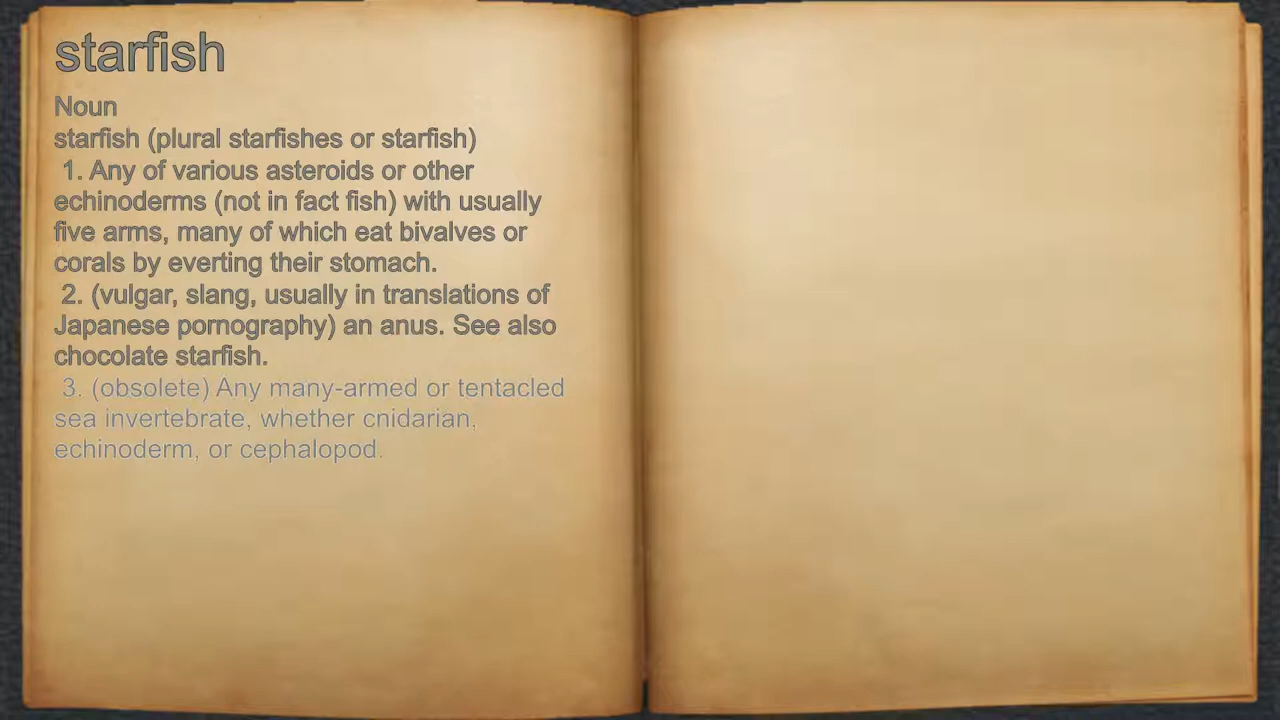 starfish
Noun
starfish (plural starfishes or starfish)
1. Any of various asteroids or other
echinoderms (not in fact fish) with usually
five arms, many of which eat bivalves or
corals by everting their stomach.
2. (vulgar, slang, usually in translations of
Japanese pornography) an anus. See also
chocolate starfish.
3. (obsolete) Any many-armed or tentacled
sea invertebrate, whether cnidarian,
echinoderm, or cephalopod.